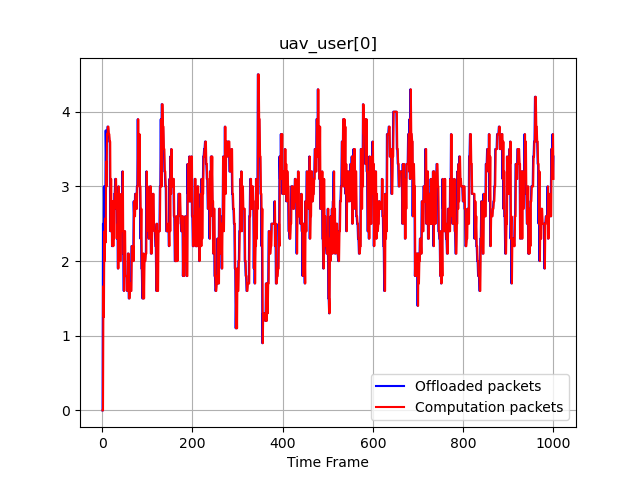 uav_user[0]
4
3
2
1
0
Offloaded packets
Computation packets
0 200 400 600 800 1000
Time Frame